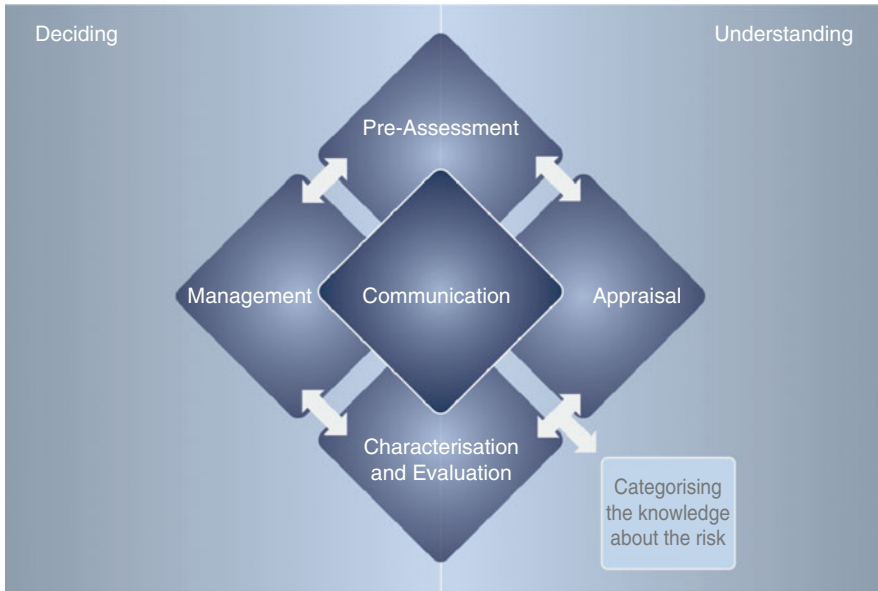 Deciding
Understanding
Pre-Assessment
Management
Communication
Appraisal
Characterisation
and Evaluation
Categorising
the knowledge
about the risk